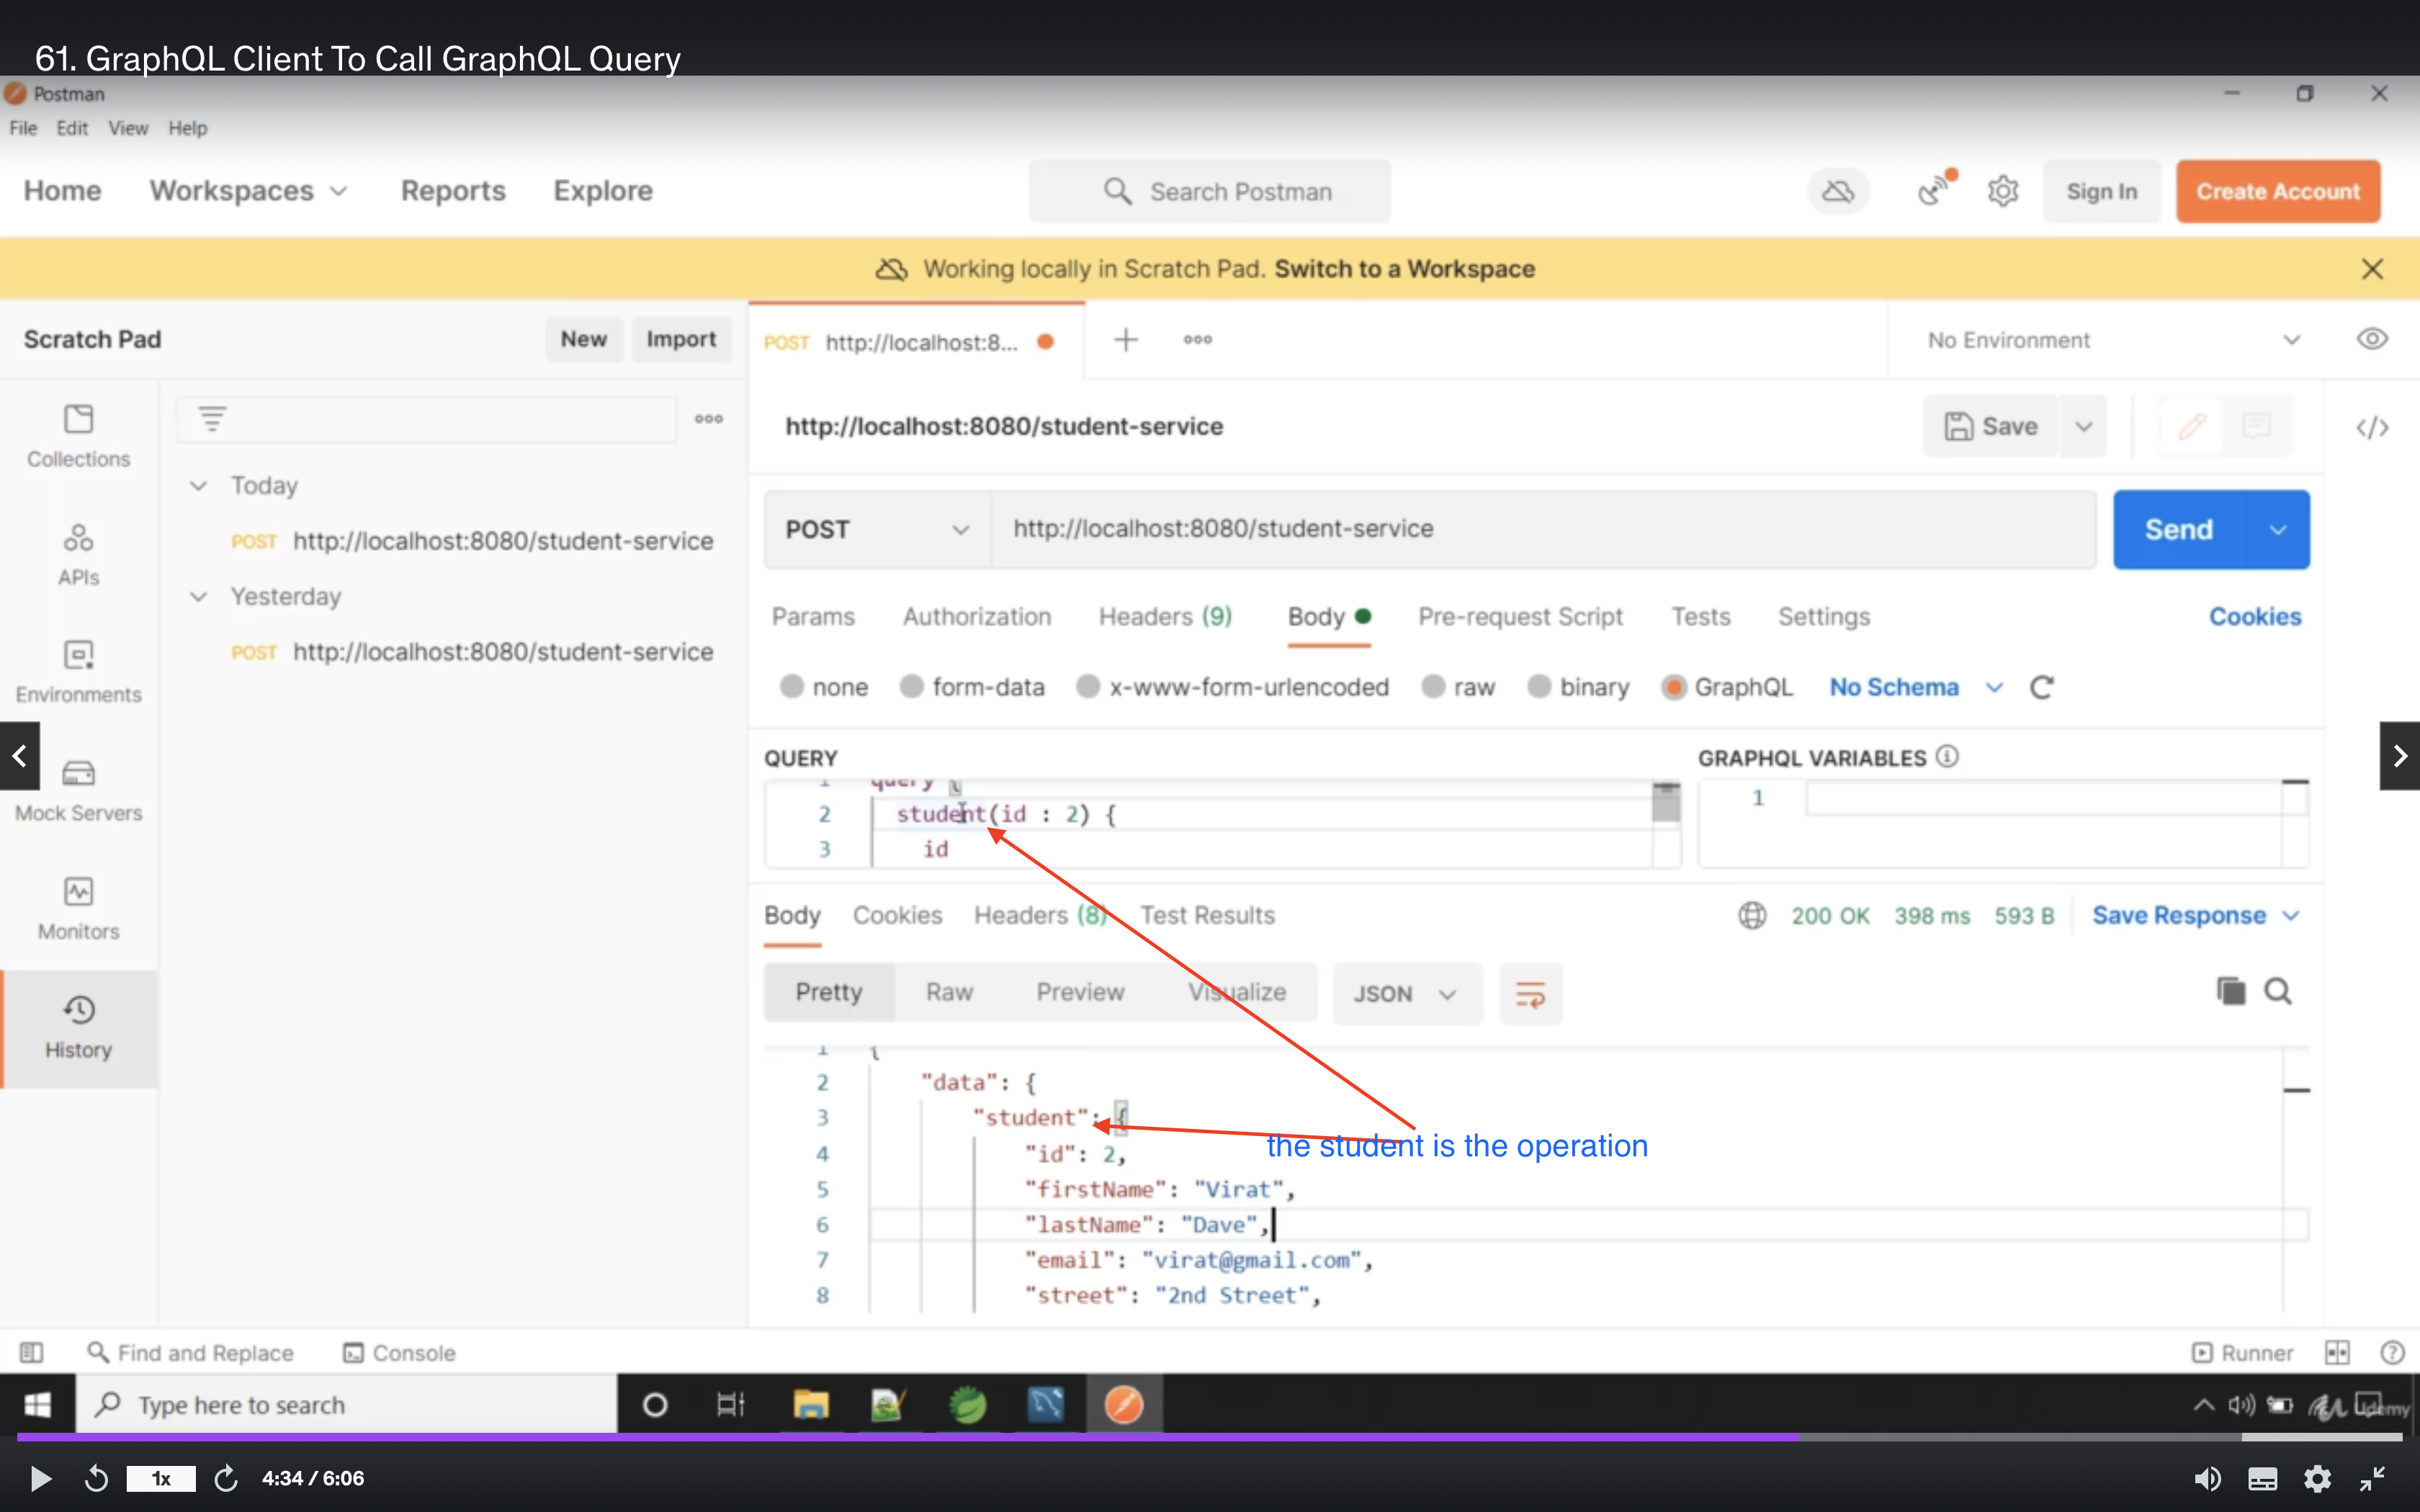 61. GraphQL Client To Call GraphQL Query
Postman
File Edit View Help
Home Workspaces Reports Explore Search Postman Sign In Create Account
Working locally in Scratch Pad. Switch to a Workspace
Scratch Pad New Import POST http://localhost:8... No Environment
Collections
http://localhost:8080/student-service Save
Today
POST http://localhost:8080/student-service
POST http://localhost:8080/student-service Send
APIs
Yesterday
POST http://localhost:8080/student-service
Params Authorization Headers (9) Body Pre-request Script Tests Settings Cookies
Environments
none form-data x-www-form-urlencoded raw binary GraphQL No Schema
QUERY GRAPHQL VARIABLES
1 query {
1
2 student(id : 2) {
3 id
Mock Servers
Monitors
History
Body Cookies Headers (8) Test Results 200 OK 398 ms 593 B Save Response
Pretty Raw Preview Visualize JSON
1 {
2 "data": {
3 "student": {
the student is the operation
4 "id": 2,
5 "firstName": "Virat",
6 "lastName": "Dave",
7 "email": "virat@gmail.com",
8 "street": "2nd Street",
Find and Replace Console Runner
Type here to search
Udemy
1x 4:34 / 6:06